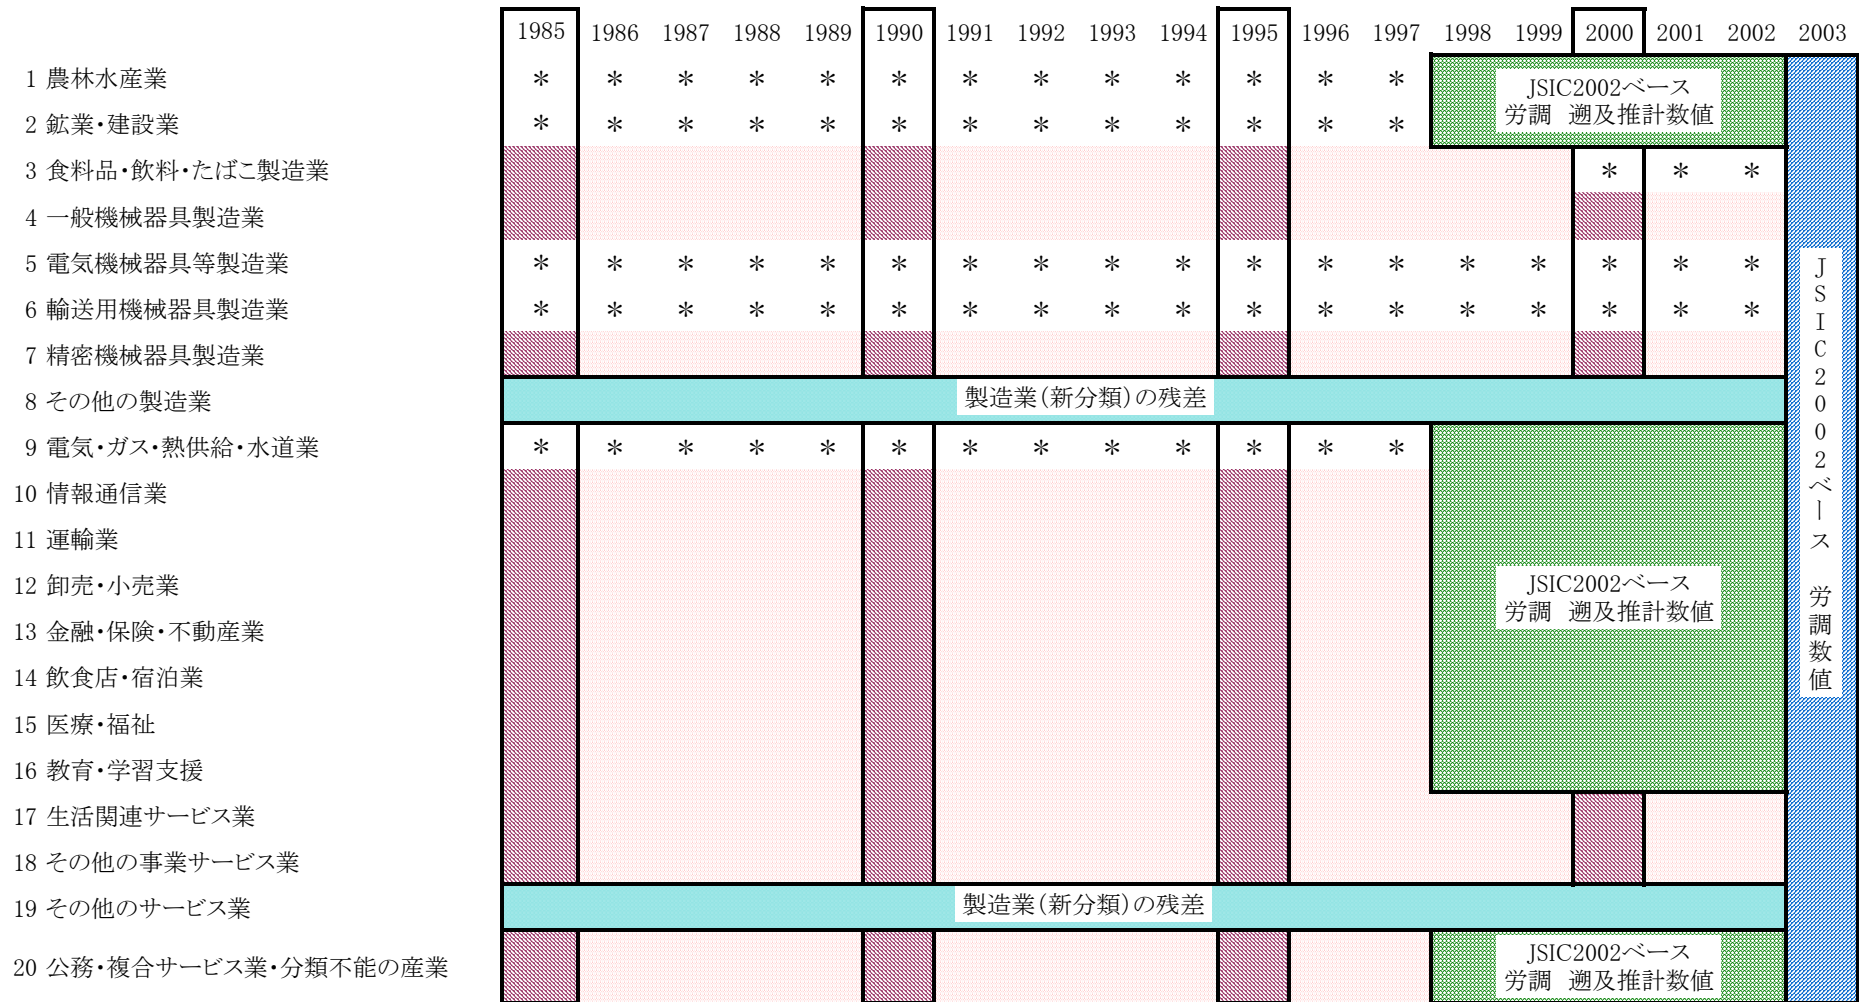 1985 1986 1987 1988 1989 1990 1991 1992 1993 1994 1995 1996 1997 1998 1999 2000 2001 2002 2003
1 農林水産業 * * * * * * * * * * * * *
JSIC2002ベース
労調 遡及推計数値
2 鉱業・建設業 * * * * * * * * * * * * *
3 食料品・飲料・たばこ製造業 * * *
4 一般機械器具製造業
5 電気機械器具等製造業 * * * * * * * * * * * * * * * * * *
6 輸送用機械器具製造業 * * * * * * * * * * * * * * * * * *
7 精密機械器具製造業
8 その他の製造業 製造業(新分類)の残差
9 電気・ガス・熱供給・水道業 * * * * * * * * * * * * *
10 情報通信業
11 運輸業
12 卸売・小売業
JSIC2002ベース
労調 遡及推計数値
13 金融・保険・不動産業
14 飲食店・宿泊業
15 医療・福祉
16 教育・学習支援
17 生活関連サービス業
18 その他の事業サービス業
19 その他のサービス業 製造業(新分類)の残差
20 公務・複合サービス業・分類不能の産業
JSIC2002ベース
労調 遡及推計数値
JSIC2002ベース 労調数値